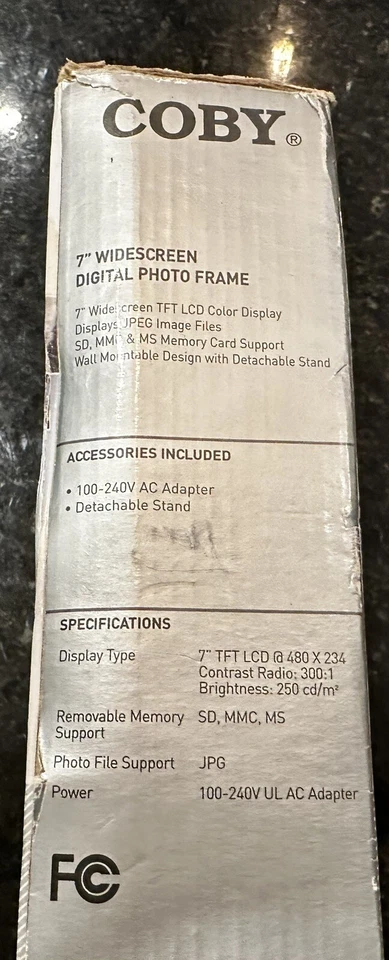 COBY®
7" WIDESCREEN
DIGITAL PHOTO FRAME
7" Widescreen TFT LCD Color Display
Displays JPEG Image Files
SD, MMC & MS Memory Card Support
Wall Mountable Design with Detachable Stand
ACCESSORIES INCLUDED
• 100-240V AC Adapter
• Detachable Stand
SPECIFICATIONS
Display Type 7" TFT LCD @ 480 X 234
Contrast Radio: 300:1
Brightness: 250 cd/m²
Removable Memory SD, MMC, MS
Support
Photo File Support JPG
Power 100-240V UL AC Adapter
FC